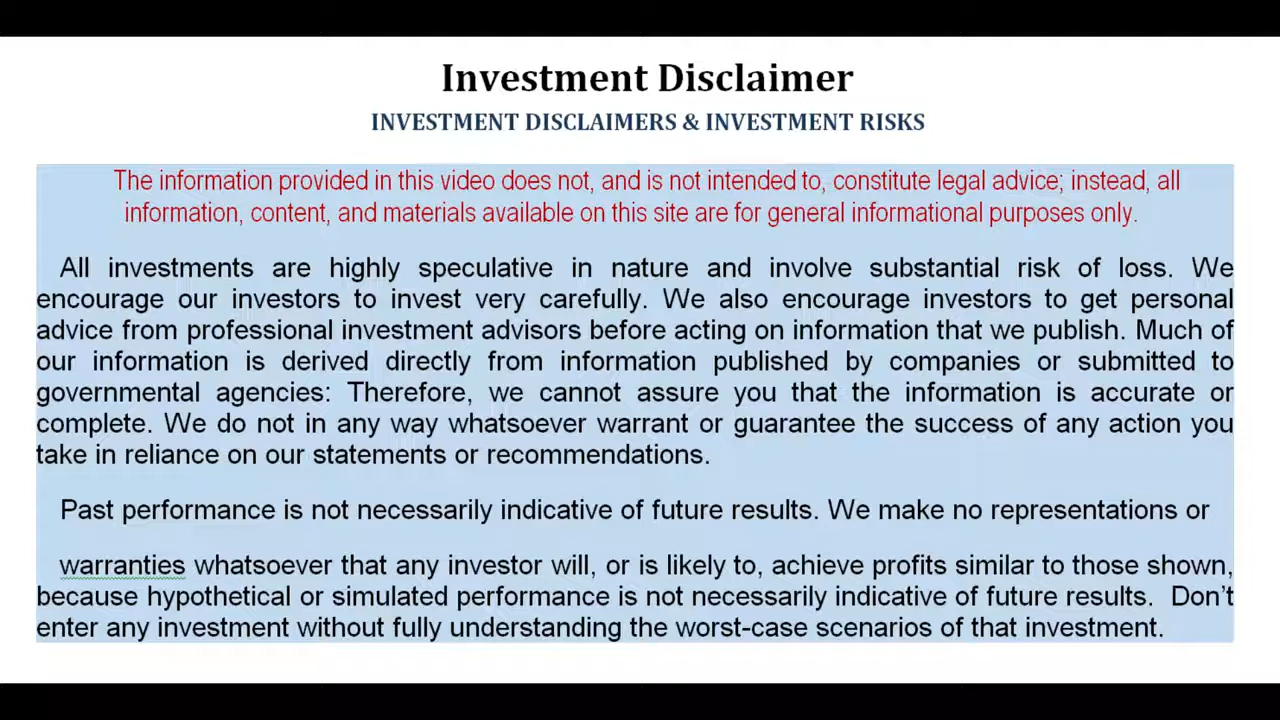 Investment Disclaimer
INVESTMENT DISCLAIMERS & INVESTMENT RISKS
The information provided in this video does not, and is not intended to, constitute legal advice; instead, all
information, content, and materials available on this site are for general informational purposes only.
All investments are highly speculative in nature and involve substantial risk of loss. We
encourage our investors to invest very carefully. We also encourage investors to get personal
advice from professional investment advisors before acting on information that we publish. Much of
our information is derived directly from information published by companies or submitted to
governmental agencies: Therefore, we cannot assure you that the information is accurate or
complete. We do not in any way whatsoever warrant or guarantee the success of any action you
take in reliance on our statements or recommendations.
Past performance is not necessarily indicative of future results. We make no representations or
warranties whatsoever that any investor will, or is likely to, achieve profits similar to those shown,
because hypothetical or simulated performance is not necessarily indicative of future results.  Don’t
enter any investment without fully understanding the worst-case scenarios of that investment.